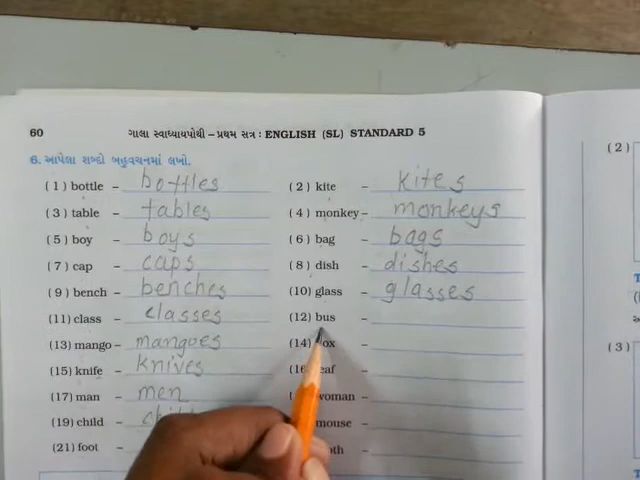 60 ગાલા સ્વાધ્યાયપોથી – પ્રથમ સત્ર : ENGLISH (SL) STANDARD 5
6. આપેલા શબ્દો બહુવચનમાં લખો.
(1) bottle – bottles (2) kite – kites
(3) table – tables (4) monkey – monkeys
(5) boy – boys (6) bag – bags
(7) cap – caps (8) dish – dishes
(9) bench – benches (10) glass – glasses
(11) class – classes (12) bus –
(13) mango – mangoes (14) ox –
(15) knife – knives
(17) man – men woman –
(19) child – mouse –
(21) foot –
(2)
(3)